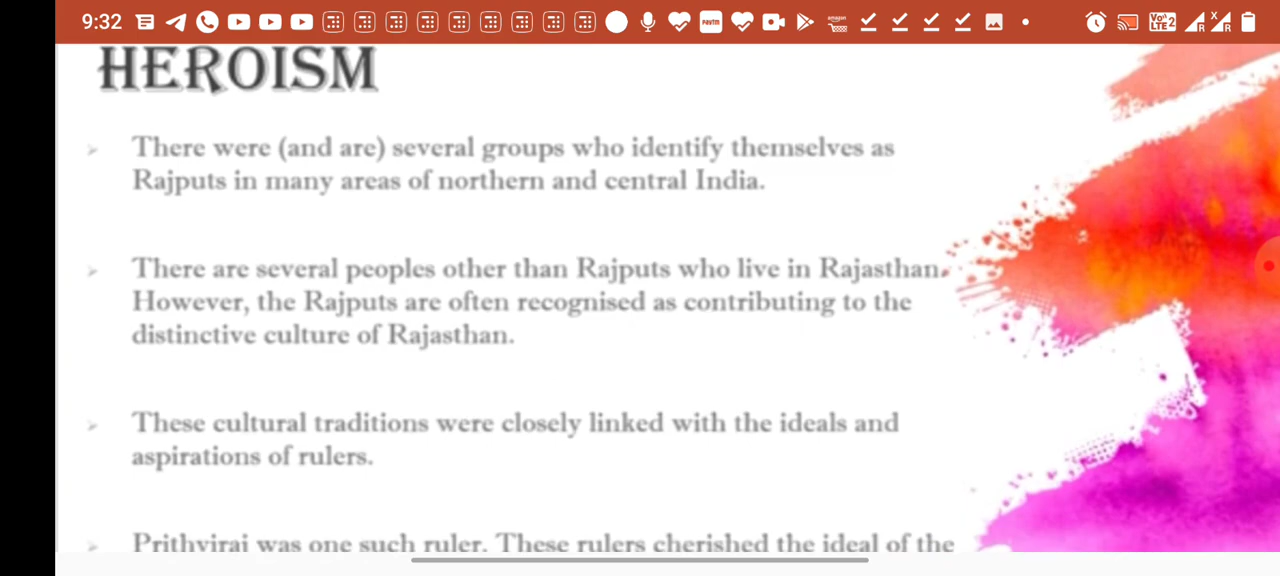 9:32
HEROISM
There were (and are) several groups who identify themselves as
Rajputs in many areas of northern and central India.
There are several peoples other than Rajputs who live in Rajasthan.
However, the Rajputs are often recognised as contributing to the
distinctive culture of Rajasthan.
These cultural traditions were closely linked with the ideals and
aspirations of rulers.
Prithviraj was one such ruler. These rulers cherished the ideal of the